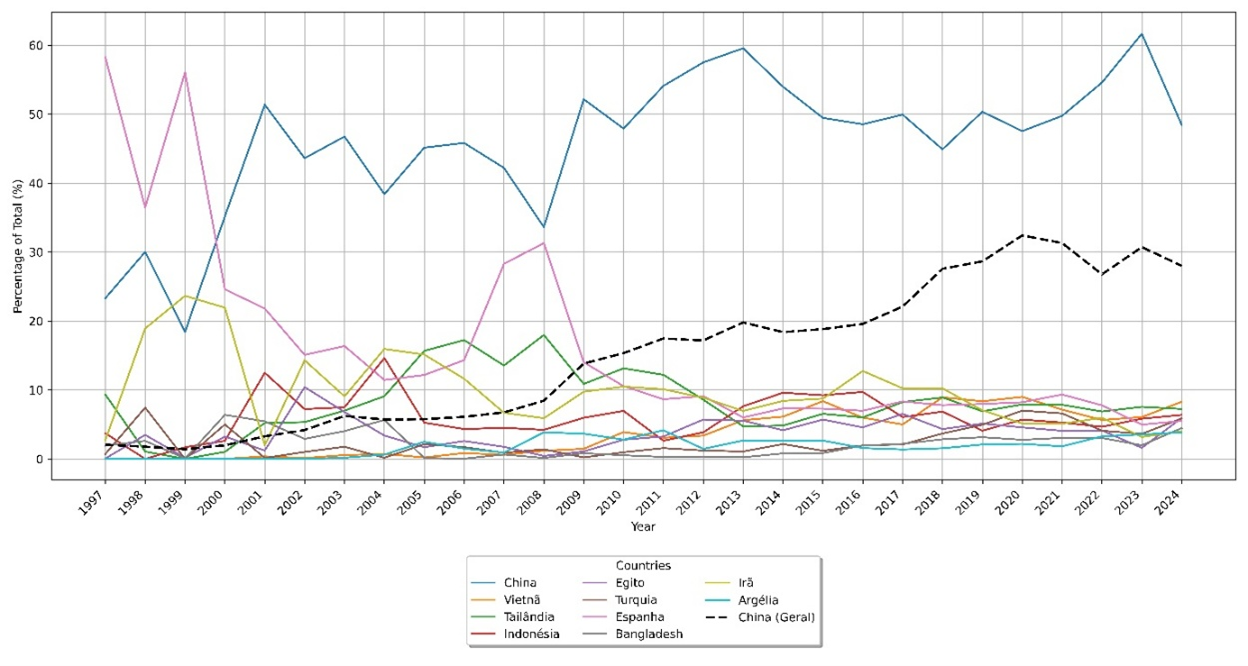 60
50
40
30
20
10
0
Percentage of Total (%)
1997 1998 1999 2000 2001 2002 2003 2004 2005 2006 2007 2008 2009 2010 2011 2012 2013 2014 2015 2016 2017 2018 2019 2020 2021 2022 2023 2024
Year
Countries
China Egito Irã
Vietnã Turquia Argélia
Tailândia Espanha China (Geral)
Indonésia Bangladesh